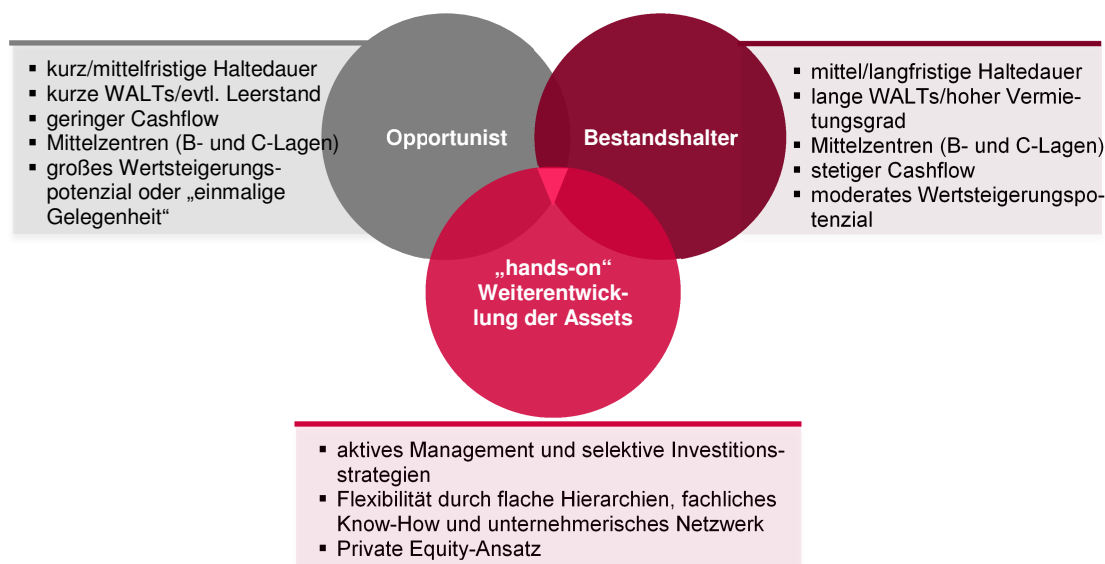 ▪ kurz/mittelfristige Haltedauer
▪ kurze WALTs/evtl. Leerstand
▪ geringer Cashflow
▪ Mittelzentren (B- und C-Lagen)
▪ großes Wertsteigerungs-
potenzial oder „einmalige
Gelegenheit“
Opportunist
Bestandshalter
▪ mittel/langfristige Haltedauer
▪ lange WALTs/hoher Vermie-
tungsgrad
▪ Mittelzentren (B- und C-Lagen)
▪ stetiger Cashflow
▪ moderates Wertsteigerungspo-
tenzial
„hands-on“
Weiterentwick-
lung der Assets
▪ aktives Management und selektive Investitions-
strategien
▪ Flexibilität durch flache Hierarchien, fachliches
Know-How und unternehmerisches Netzwerk
▪ Private Equity-Ansatz